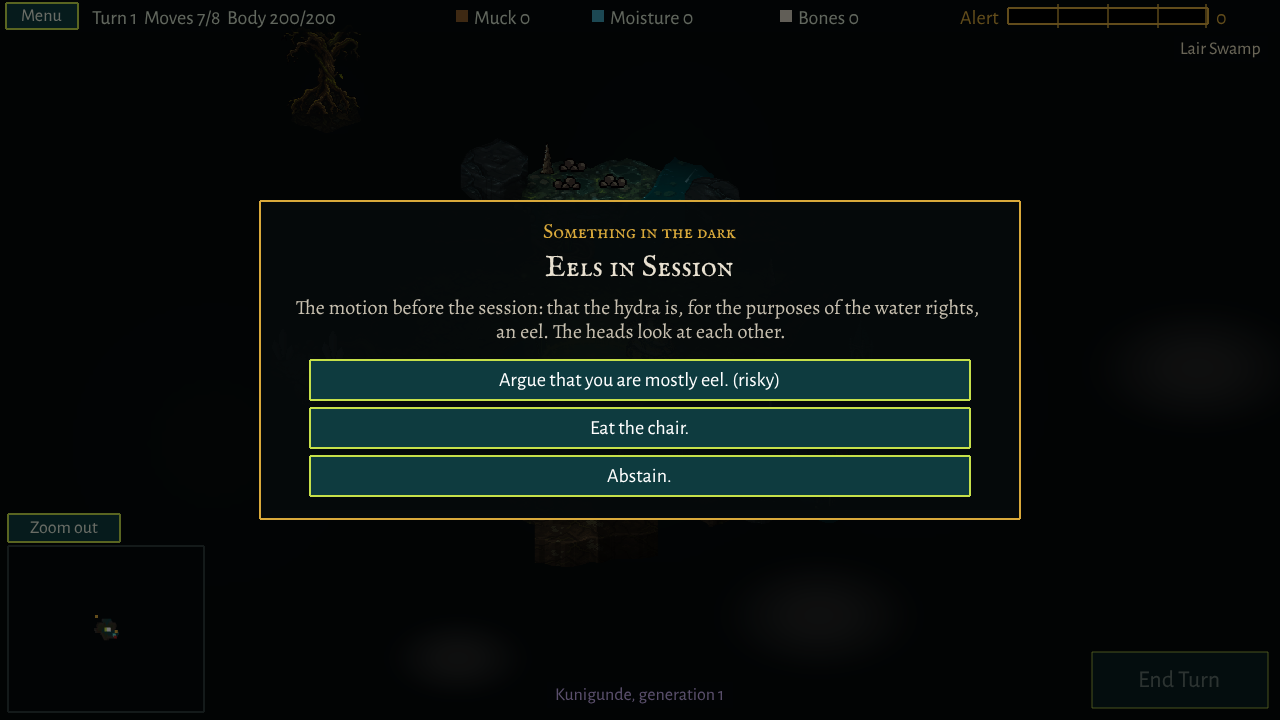 Menu
Turn 1 Moves 7/8 Body 200/200
Muck 0
Moisture 0
Bones 0
Alert
0
Lair Swamp
Something in the dark
Eels in Session
The motion before the session: that the hydra is, for the purposes of the water rights,
an eel. The heads look at each other.
Argue that you are mostly eel. (risky)
Eat the chair.
Abstain.
Zoom out
End Turn
Kunigunde, generation 1